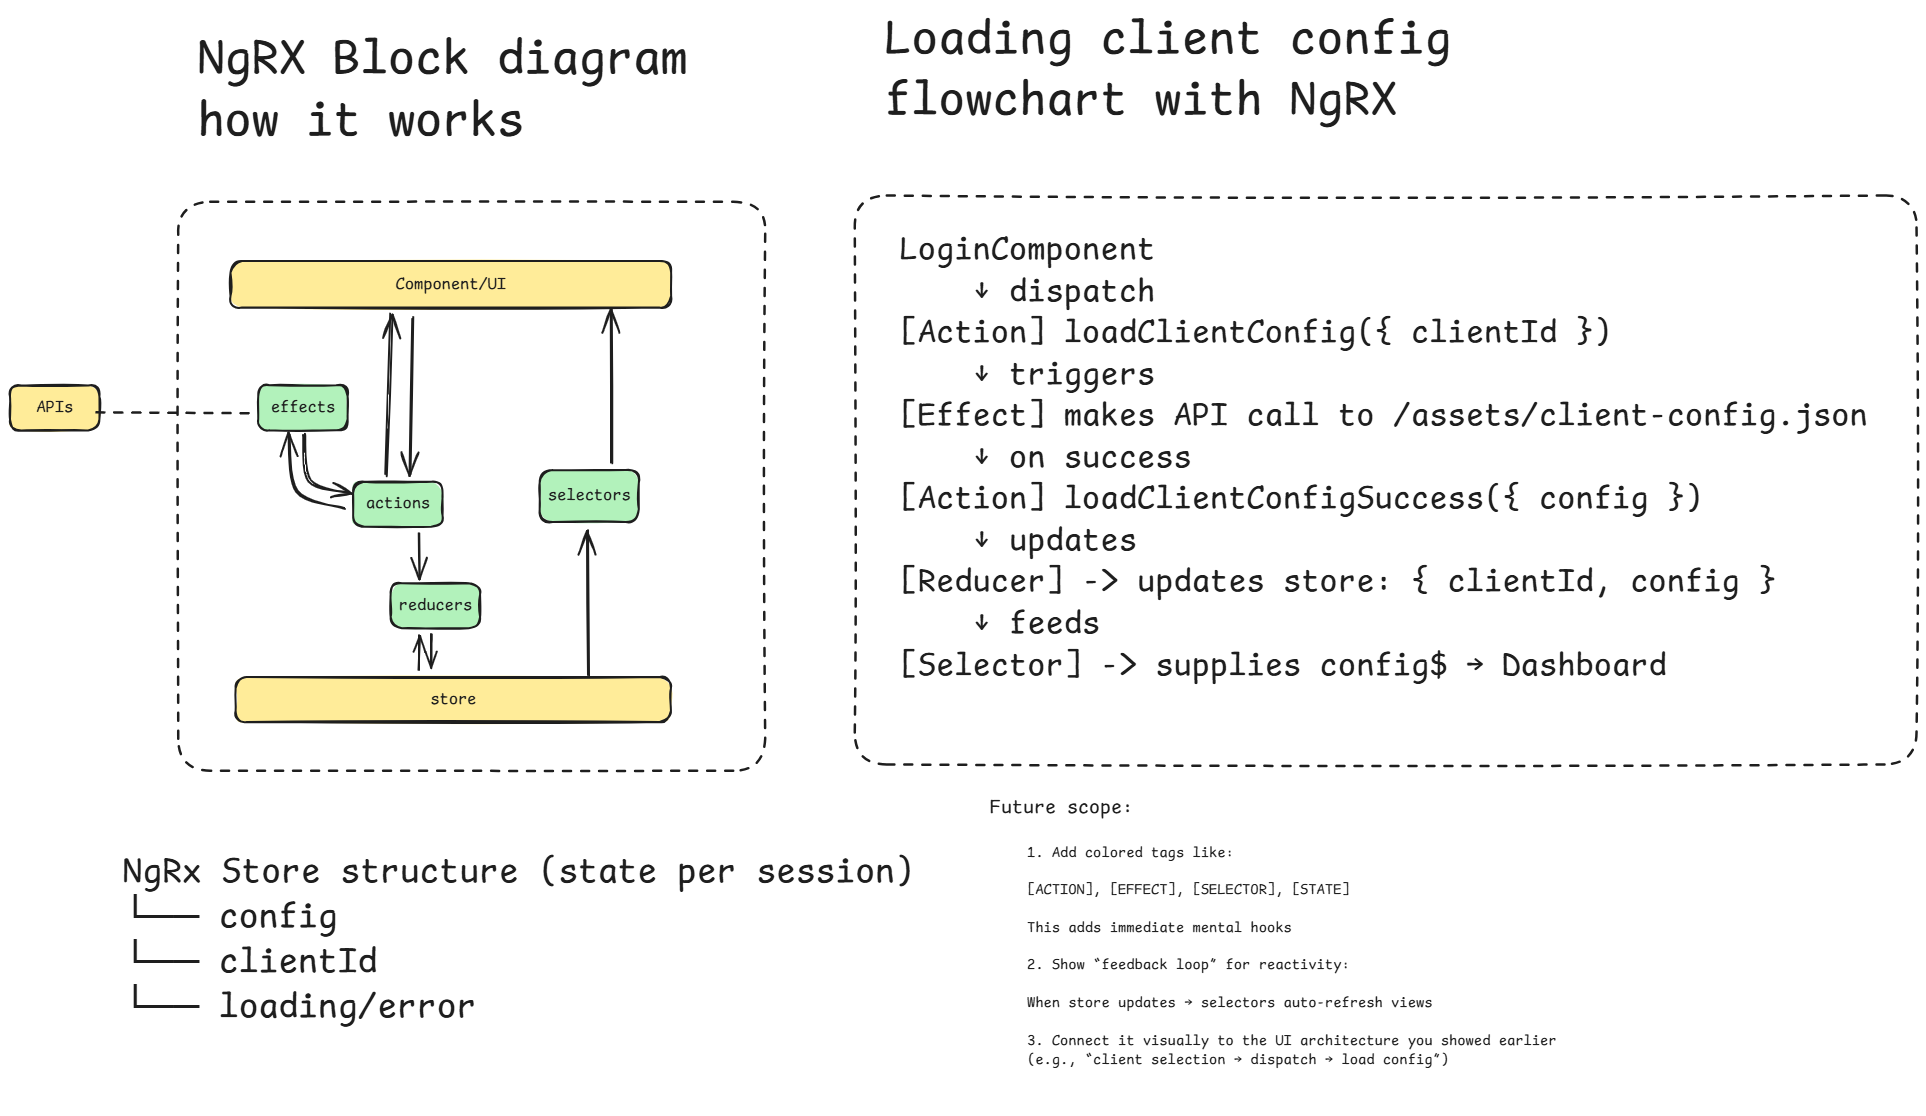 NgRX Block diagram
how it works
Loading client config
flowchart with NgRX
Component/UI
APIs
effects
actions
selectors
reducers
store
LoginComponent
↓ dispatch
[Action] loadClientConfig({ clientId })
↓ triggers
[Effect] makes API call to /assets/client-config.json
↓ on success
[Action] loadClientConfigSuccess({ config })
↓ updates
[Reducer] -> updates store: { clientId, config }
↓ feeds
[Selector] -> supplies config$ → Dashboard
NgRx Store structure (state per session)
└── config
└── clientId
└── loading/error
Future scope:
1. Add colored tags like:
[ACTION], [EFFECT], [SELECTOR], [STATE]
This adds immediate mental hooks
2. Show “feedback loop” for reactivity:
When store updates → selectors auto-refresh views
3. Connect it visually to the UI architecture you showed earlier
(e.g., “client selection → dispatch → load config”)